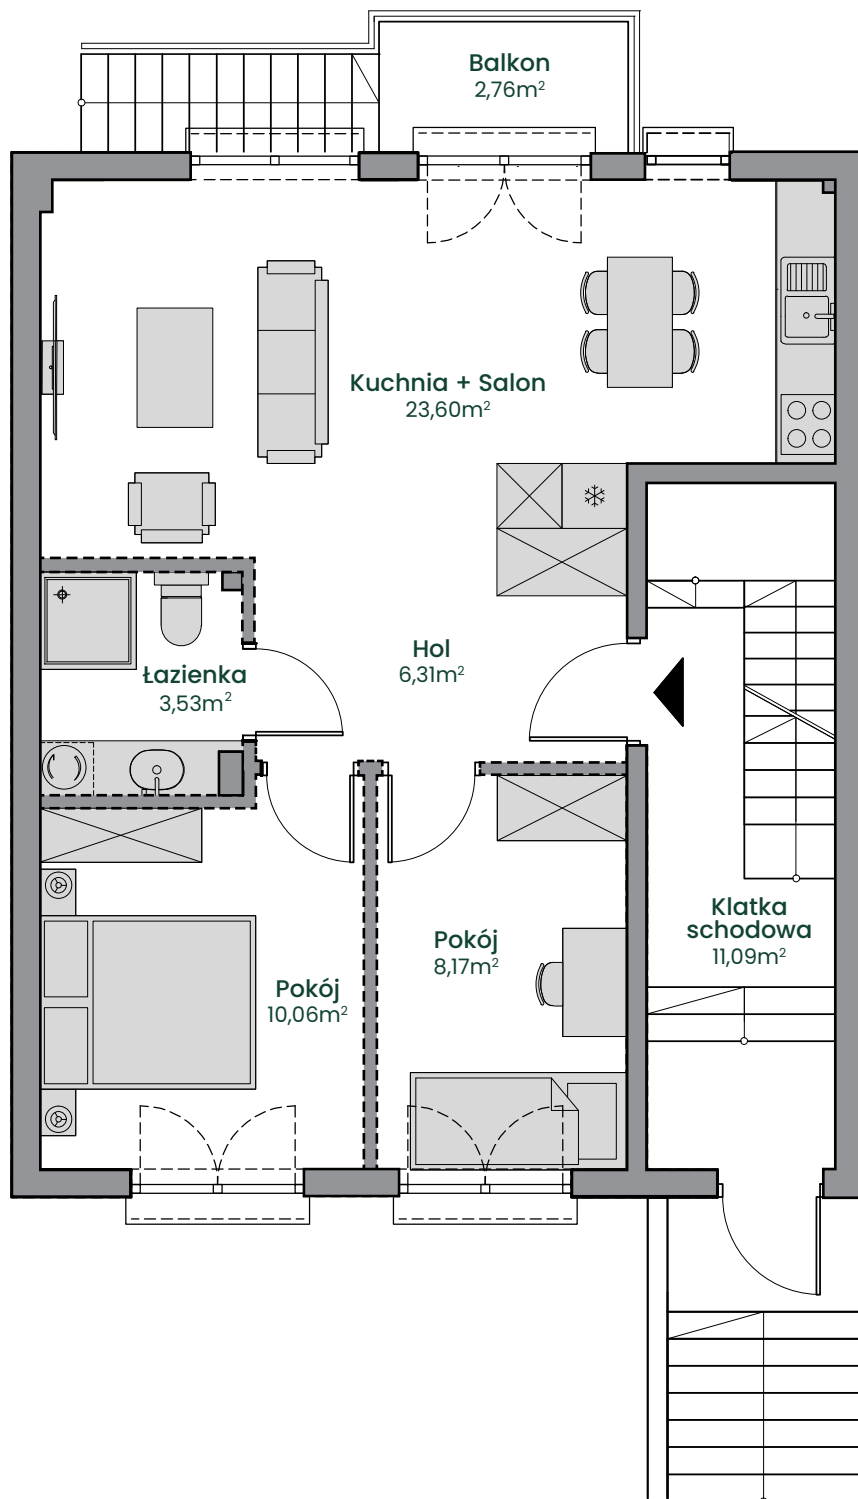 Balkon
2,76m²
Kuchnia + Salon
23,60m²
Hol
6,31m²
Łazienka
3,53m²
Klatka
schodowa
11,09m²
Pokój
8,17m²
Pokój
10,06m²